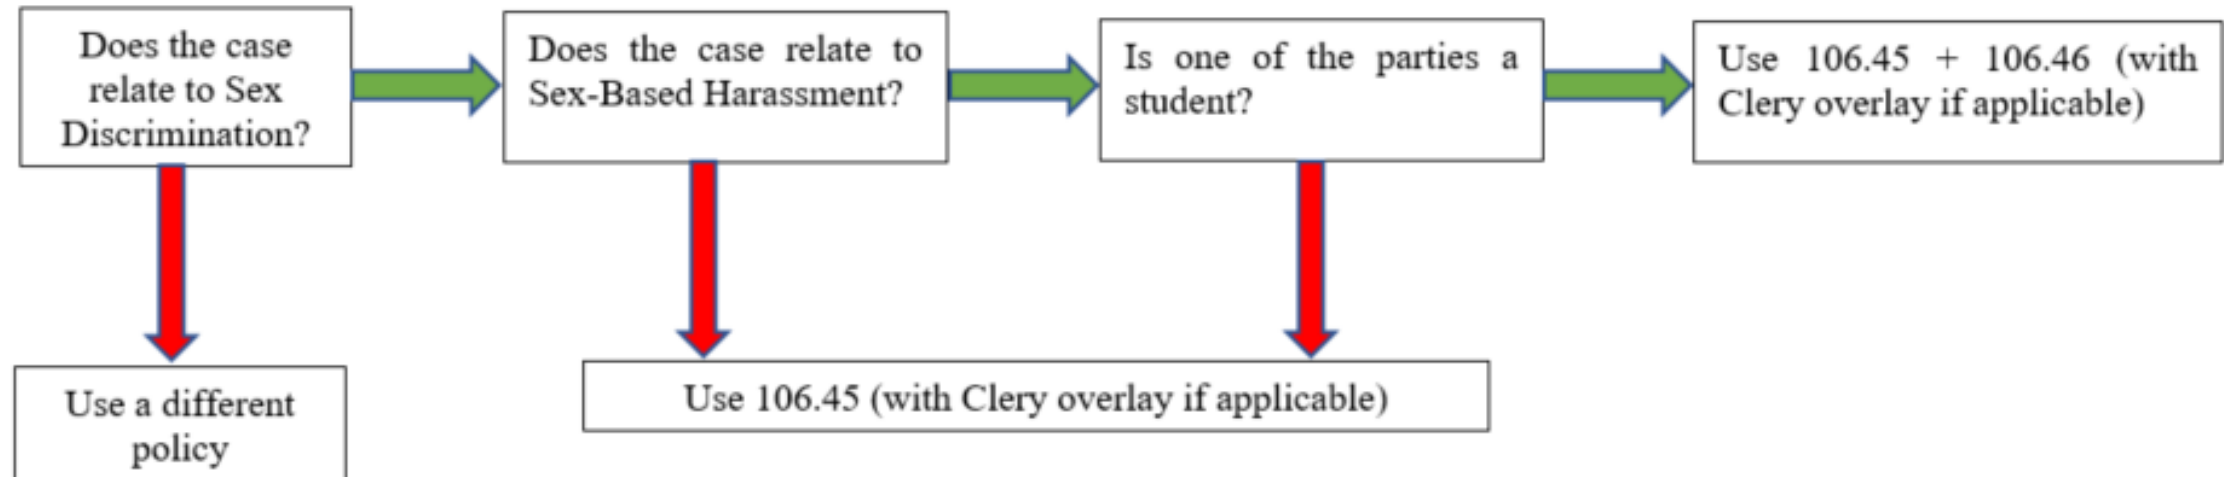 Does the case
relate to Sex
Discrimination?
Does the case relate to
Sex-Based Harassment?
Is one of the parties a
student?
Use 106.45 + 106.46 (with
Clery overlay if applicable)
Use a different
policy
Use 106.45 (with Clery overlay if applicable)